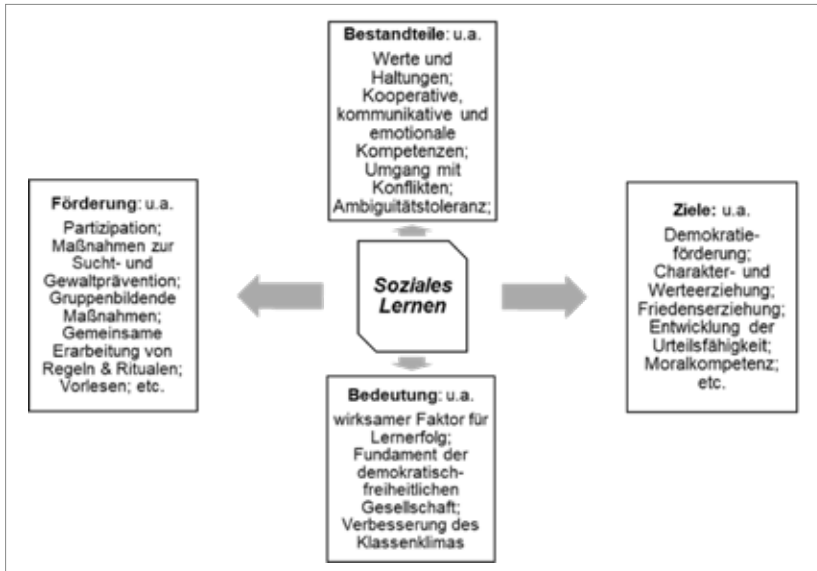 Bestandteile: u.a.
Werte und
Haltungen;
Kooperative,
kommunikative und
emotionale
Kompetenzen;
Umgang mit
Konflikten;
Ambiguitätstoleranz;
Förderung: u.a.
Partizipation;
Maßnahmen zur
Sucht- und
Gewaltprävention;
Gruppenbildende
Maßnahmen;
Gemeinsame
Erarbeitung von
Regeln & Ritualen;
Vorlesen; etc.
Soziales
Lernen
Ziele: u.a.
Demokratie-
förderung;
Charakter- und
Werteerziehung;
Friedenserziehung;
Entwicklung der
Urteilsfähigkeit;
Moralkompetenz;
etc.
Bedeutung: u.a.
wirksamer Faktor für
Lernerfolg;
Fundament der
demokratisch-
freiheitlichen
Gesellschaft;
Verbesserung des
Klassenklimas